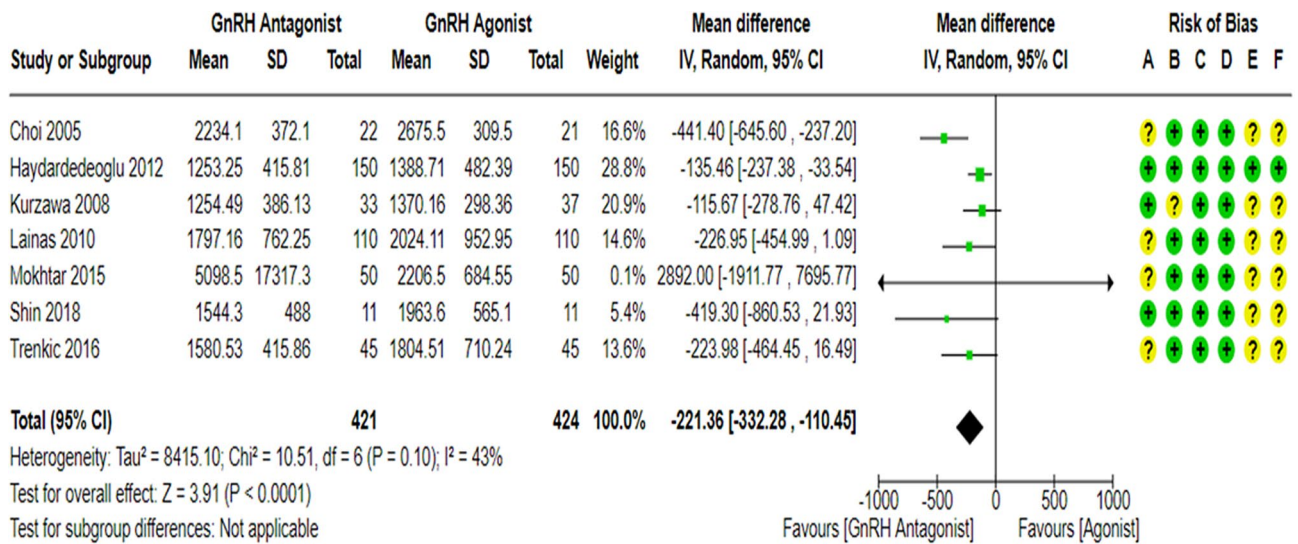 GnRH Antagonist GnRH Agonist Mean difference Mean difference Risk of Bias
Study or Subgroup Mean SD Total Mean SD Total Weight IV, Random, 95% CI IV, Random, 95% CI A B C D E F
Choi 2005 2234.1 372.1 22 2675.5 309.5 21 16.6% -441.40 [-645.60 , -237.20] ? + + + ? ?
Haydardedeoglu 2012 1253.25 415.81 150 1388.71 482.39 150 28.8% -135.46 [-237.38 , -33.54] + + + + + +
Kurzawa 2008 1254.49 386.13 33 1370.16 298.36 37 20.9% -115.67 [-278.76 , 47.42] + ? + + ? ?
Lainas 2010 1797.16 762.25 110 2024.11 952.95 110 14.6% -226.95 [-454.99 , 1.09] ? + + + ? ?
Mokhtar 2015 5098.5 17317.3 50 2206.5 684.55 50 0.1% 2892.00 [-1911.77 , 7695.77] ? + + + ? ?
Shin 2018 1544.3 488 11 1963.6 565.1 11 5.4% -419.30 [-860.53 , 21.93] + + + + ? ?
Trenkic 2016 1580.53 415.86 45 1804.51 710.24 45 13.6% -223.98 [-464.45 , 16.49] ? + + + ? ?
Total (95% CI) 421 424 100.0% -221.36 [-332.28 , -110.45]
Heterogeneity: Tau² = 8415.10; Chi² = 10.51, df = 6 (P = 0.10); I² = 43%
Test for overall effect: Z = 3.91 (P < 0.0001)
Test for subgroup differences: Not applicable
-1000 -500 0 500 1000
Favours [GnRH Antagonist] Favours [Agonist]